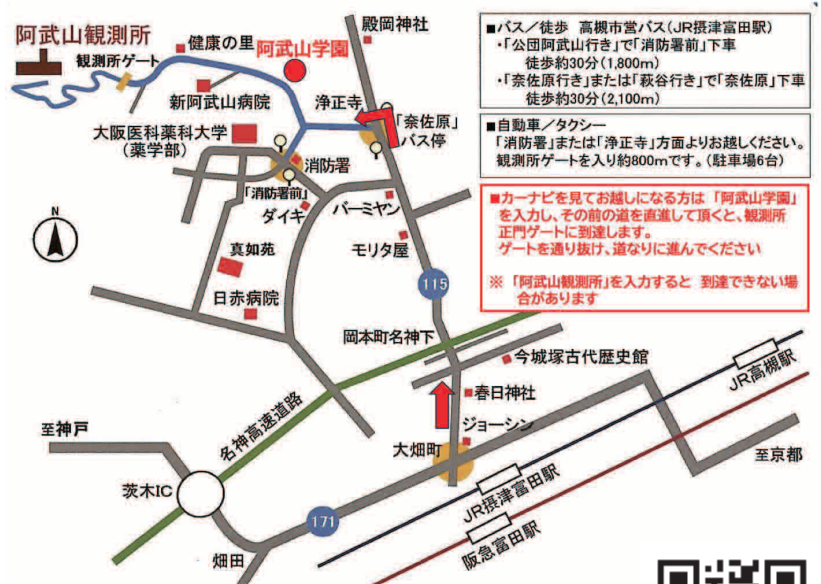 阿武山観測所
観測所ゲート
健康の里
阿武山学園
殿岡神社
新阿武山病院
浄正寺
「奈佐原」
バス停
大阪医科薬科大学
(薬学部)
消防署
「消防署前」
ダイキ
バーミヤン
モリタ屋
真如苑
日赤病院
115
岡本町名神下
今城塚古代歴史館
春日神社
ジョーシン
大畑町
名神高速道路
至神戸
茨木IC
171
畑田
JR摂津富田駅
阪急富田駅
JR高槻駅
至京都
N
■バス/徒歩 高槻市営バス(JR摂津富田駅)
・「公団阿武山行き」で「消防署前」下車
徒歩約30分(1,800m)
・「奈佐原行き」または「萩谷行き」で「奈佐原」下車
徒歩約30分(2,100m)
■自動車/タクシー
「消防署」または「浄正寺」方面よりお越しください。
観測所ゲートを入り約800mです。(駐車場6台)
■カーナビを見てお越しになる方は 「阿武山学園」
を入力し、その前の道を直進して頂くと、観測所
正門ゲートに到達します。
ゲートを通り抜け、道なりに進んでください
※ 「阿武山観測所」を入力すると 到達できない場
合があります